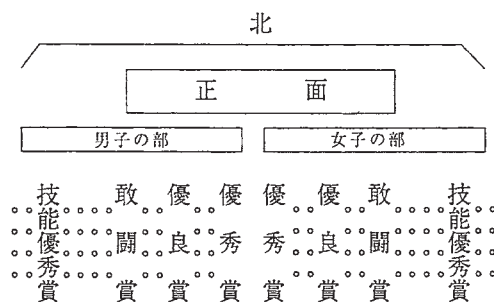 北
正 面
男子の部 女子の部
技能優秀賞
敢闘賞
優良賞
優秀賞
優秀賞
優良賞
敢闘賞
技能優秀賞